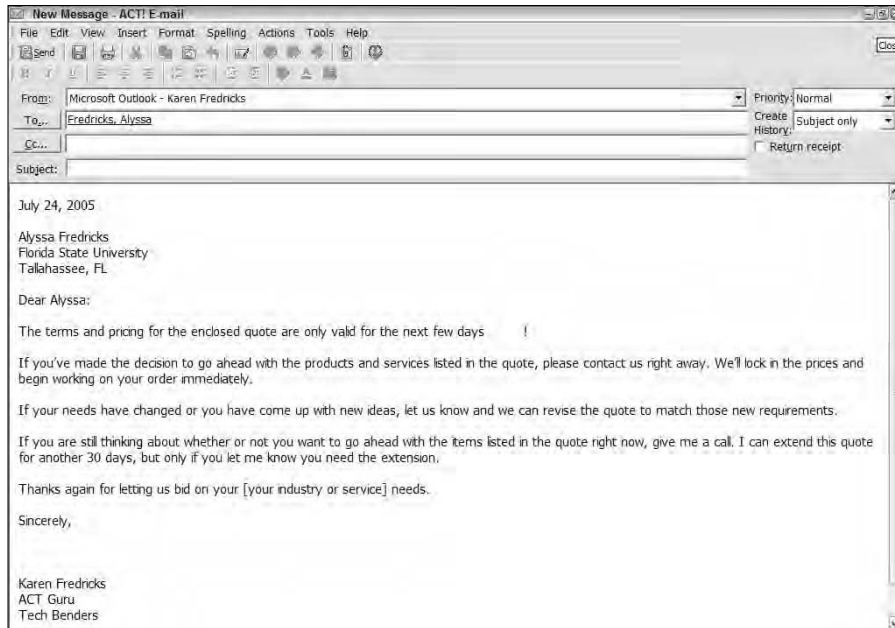 New Message - ACT! E-mail
File Edit View Insert Format Spelling Actions Tools Help
Send
Clos
B I U A
From: Microsoft Outlook - Karen Fredricks Priority: Normal
To... Fredricks, Alyssa Create History: Subject only
Cc... Return receipt
Subject:
July 24, 2005
Alyssa Fredricks
Florida State University
Tallahassee, FL
Dear Alyssa:
The terms and pricing for the enclosed quote are only valid for the next few days !
If you've made the decision to go ahead with the products and services listed in the quote, please contact us right away. We'll lock in the prices and
begin working on your order immediately.
If your needs have changed or you have come up with new ideas, let us know and we can revise the quote to match those new requirements.
If you are still thinking about whether or not you want to go ahead with the items listed in the quote right now, give me a call. I can extend this quote
for another 30 days, but only if you let me know you need the extension.
Thanks again for letting us bid on your [your industry or service] needs.
Sincerely,
Karen Fredricks
ACT Guru
Tech Benders